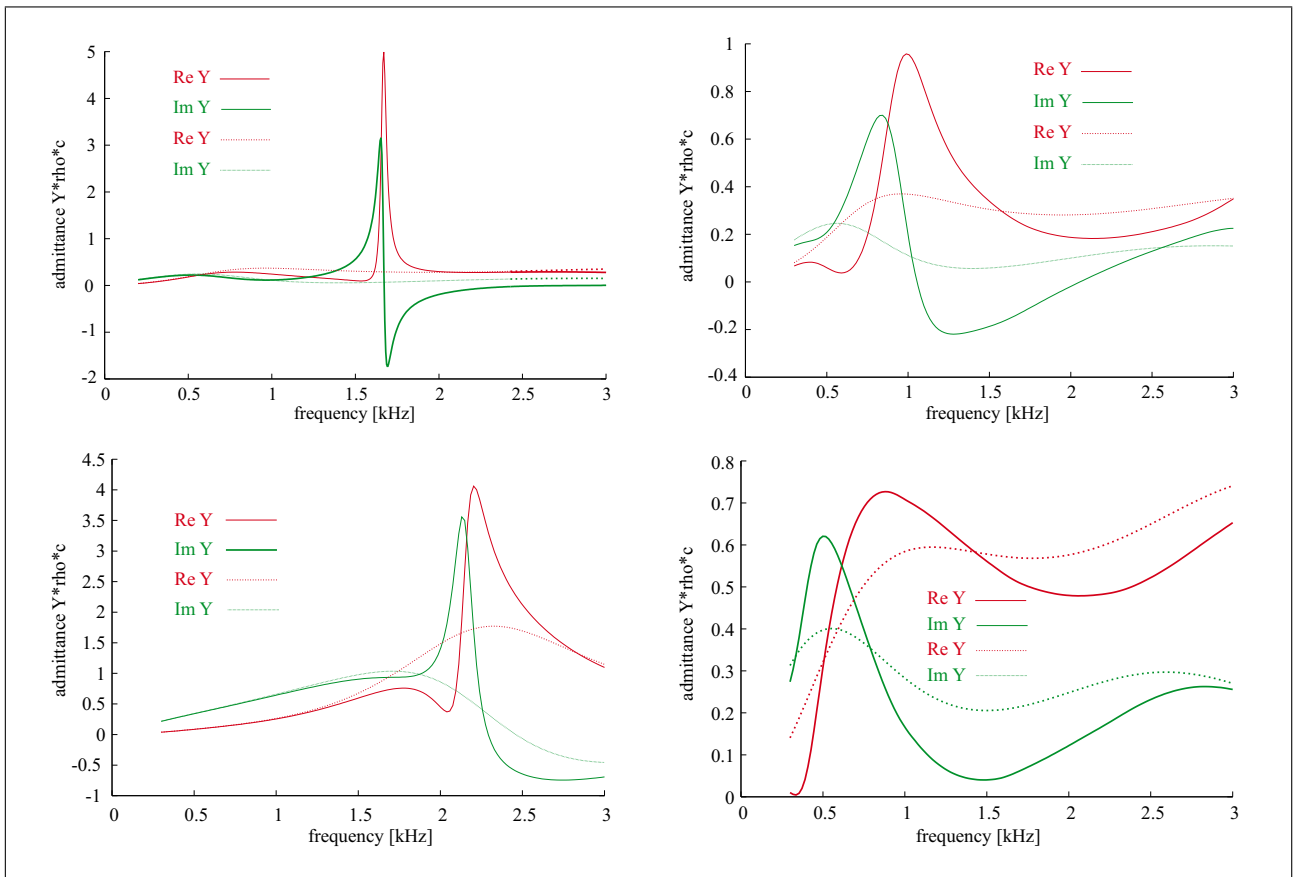 5
4
3
2
1
0
-1
-2
admittance Y*rho*c
Re Y
Im Y
Re Y
Im Y
0 0.5 1 1.5 2 2.5 3
frequency [kHz]
1
0.8
0.6
0.4
0.2
0
-0.2
-0.4
admittance Y*rho*c
Re Y
Im Y
Re Y
Im Y
0 0.5 1 1.5 2 2.5 3
frequency [kHz]
4.5
4
3.5
3
2.5
2
1.5
1
0.5
0
-0.5
-1
admittance Y*rho*c
Re Y
Im Y
Re Y
Im Y
0 0.5 1 1.5 2 2.5 3
frequency [kHz]
0.8
0.7
0.6
0.5
0.4
0.3
0.2
0.1
0
admittance Y*rho*c
Re Y
Im Y
Re Y
Im Y
0 0.5 1 1.5 2 2.5 3
frequency [kHz]